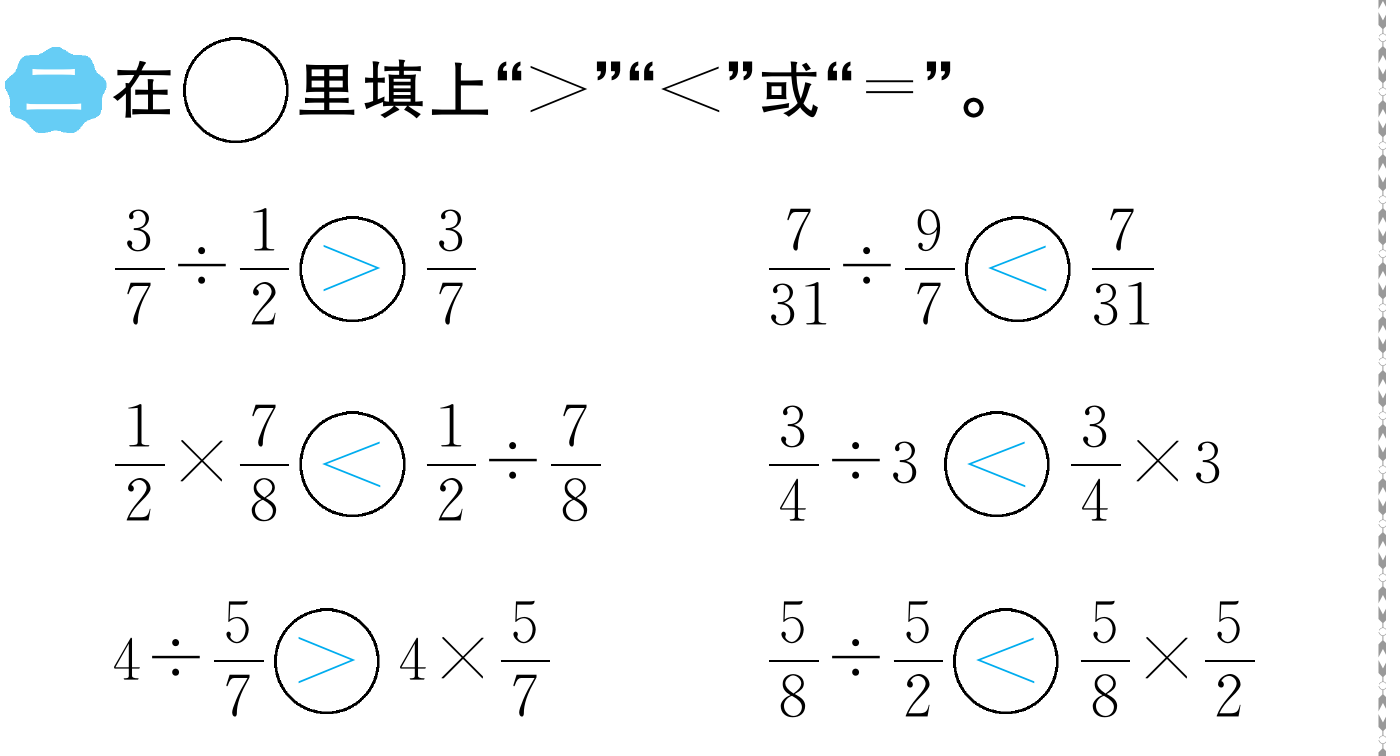 二 在○里填上“>”“<”或“=”。
3/7 ÷ 1/2 > 3/7    7/31 ÷ 9/7 < 7/31
1/2 × 7/8 < 1/2 ÷ 7/8    3/4 ÷ 3 < 3/4 × 3
4 ÷ 5/7 > 4 × 5/7    5/8 ÷ 5/2 < 5/8 × 5/2